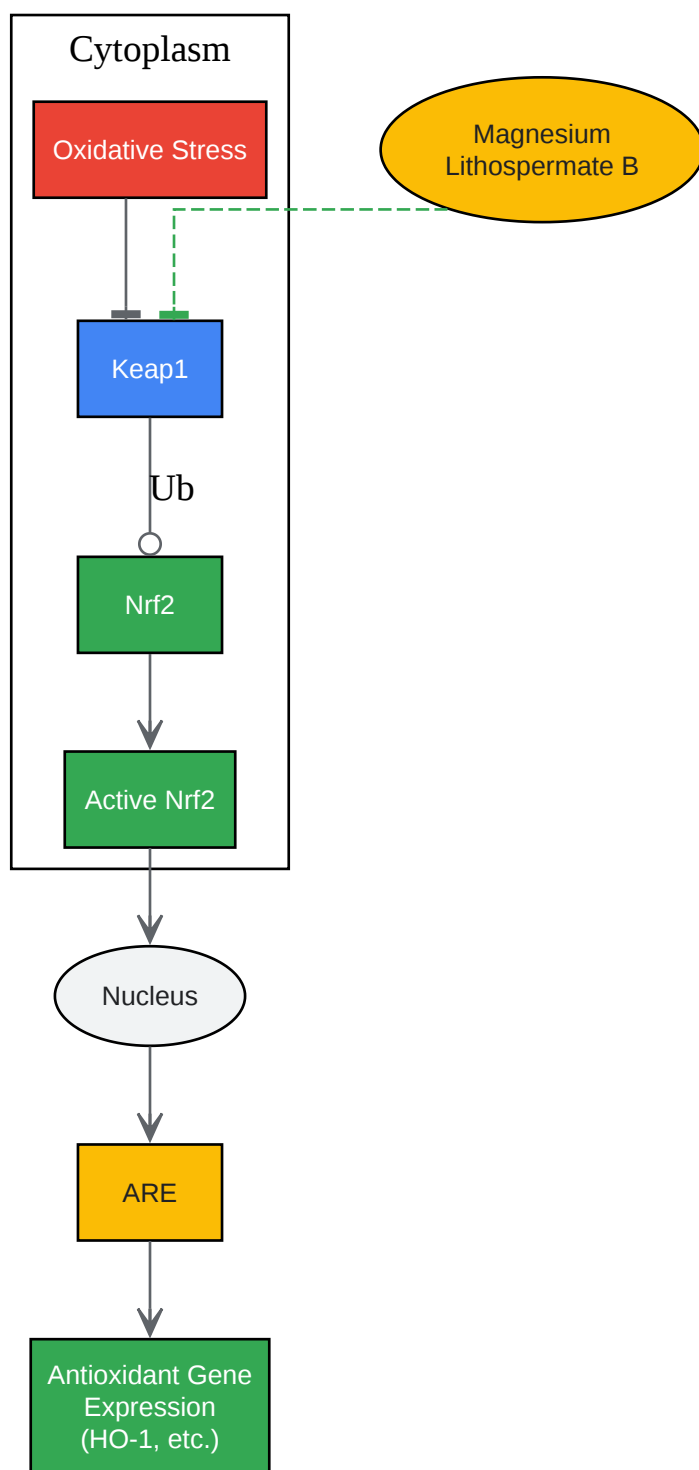 Cytoplasm
Oxidative Stress
Magnesium
Lithospermate B
Keap1
Ub
Nrf2
Active Nrf2
Nucleus
ARE
Antioxidant Gene
Expression
(HO-1, etc.)